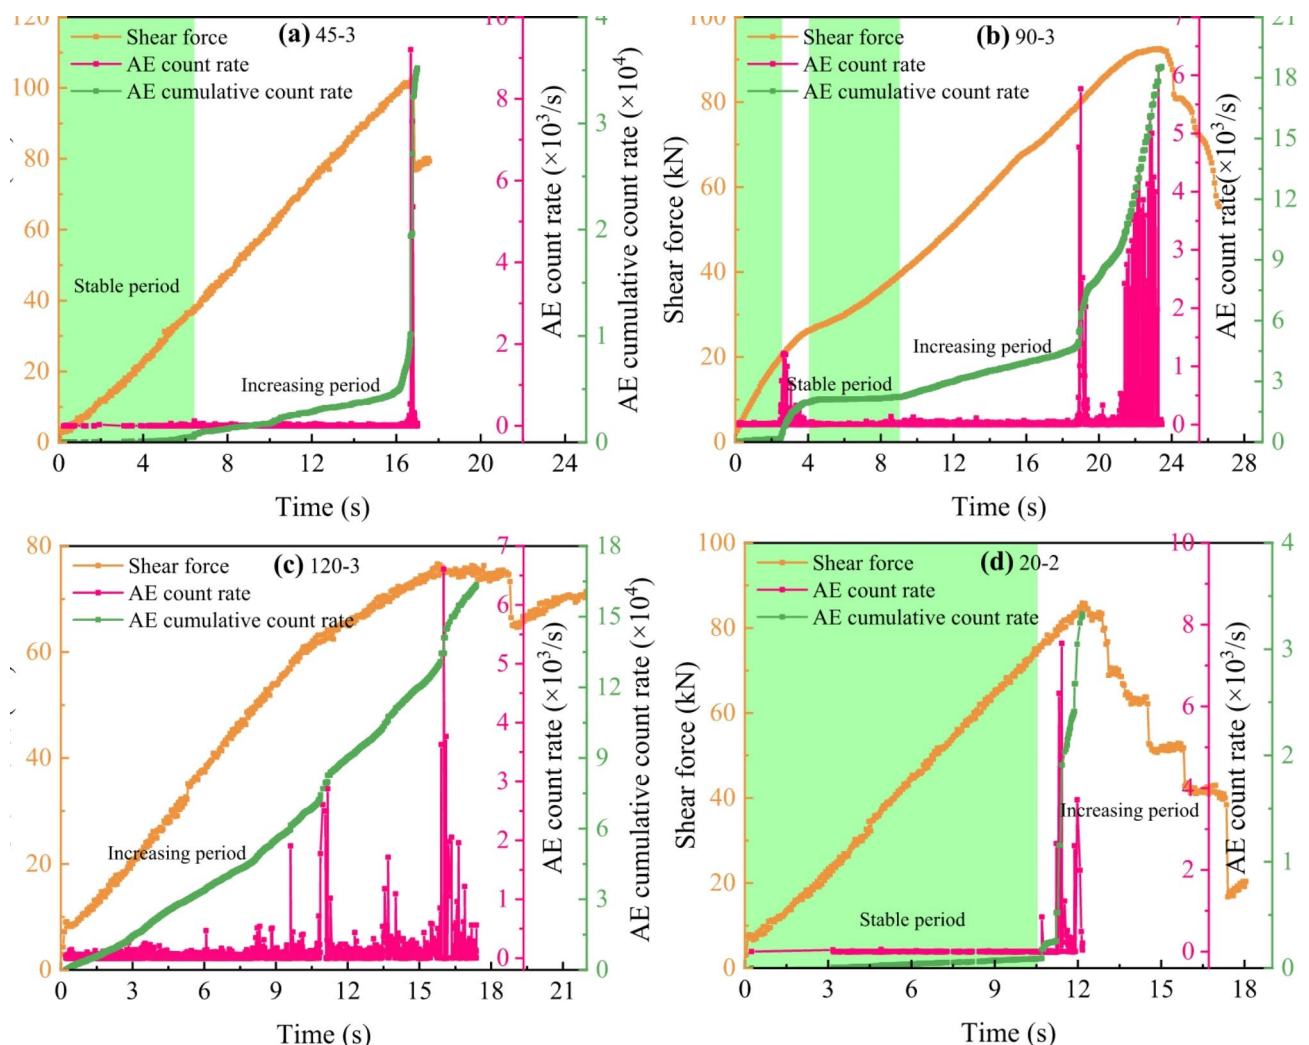 (a) 45-3
Shear force
AE count rate
AE cumulative count rate
Stable period
Increasing period
120
100
80
60
40
20
0
0 4 8 12 16 20 24
Time (s)
10
8
6
4
2
0
AE count rate (×10³/s)
4
3
2
1
0
AE cumulative count rate (×10⁴)
(b) 90-3
Shear force
AE count rate
AE cumulative count rate
Stable period
Increasing period
Shear force (kN)
100
80
60
40
20
0
0 4 8 12 16 20 24 28
Time (s)
7
6
5
4
3
2
1
0
AE count rate(×10³/s)
21
18
15
12
9
6
3
0
(c) 120-3
Shear force
AE count rate
AE cumulative count rate
Increasing period
80
60
40
20
0
0 3 6 9 12 15 18 21
Time (s)
7
6
5
4
3
2
1
0
AE count rate (×10³/s)
18
15
12
9
6
3
0
AE cumulative count rate (×10⁴)
(d) 20-2
Shear force
AE count rate
AE cumulative count rate
Stable period
Increasing period
Shear force (kN)
100
80
60
40
20
0
0 3 6 9 12 15 18
Time (s)
10
8
6
4
2
0
AE count rate (×10³/s)
4
3
2
1
0